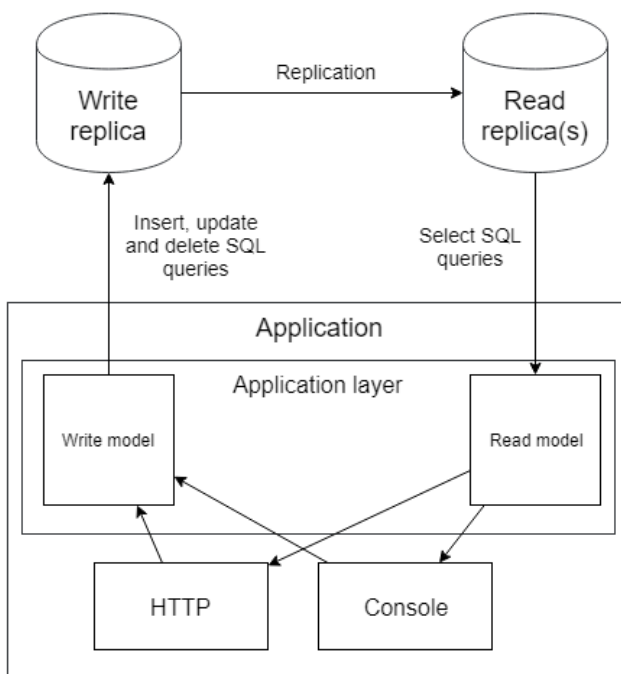 Write
replica
Replication
Read
replica(s)
Insert, update
and delete SQL
queries
Select SQL
queries
Application
Application layer
Write model
Read model
HTTP
Console